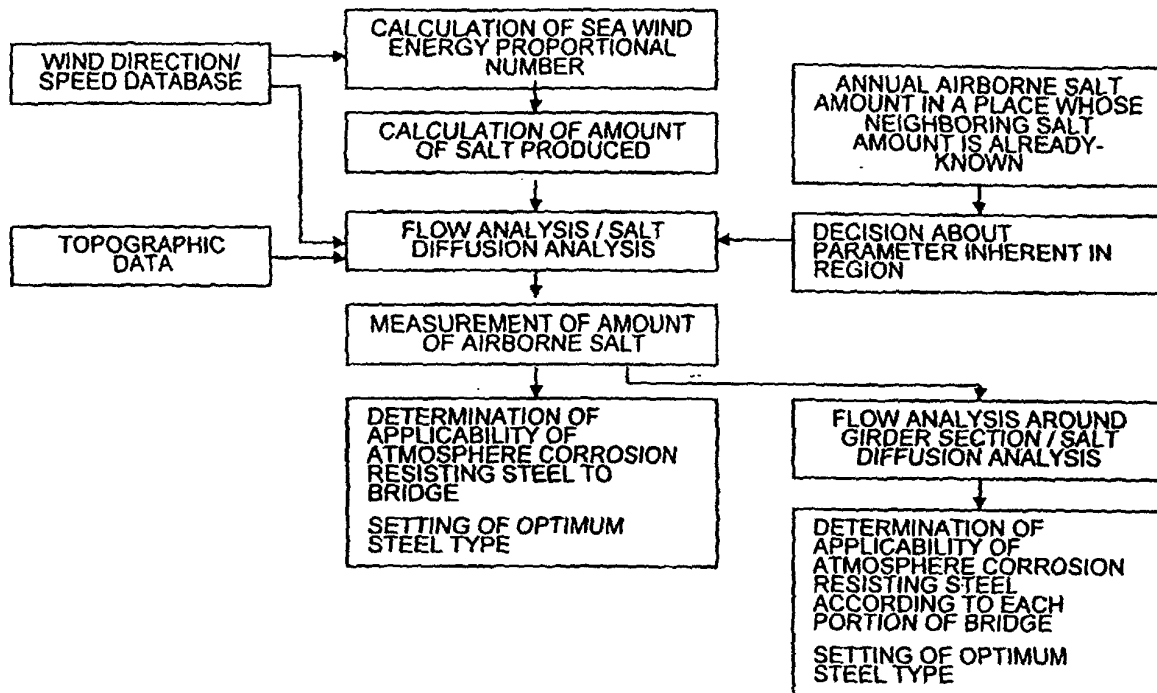 WIND DIRECTION/
SPEED DATABASE
CALCULATION OF SEA WIND
ENERGY PROPORTIONAL
NUMBER
CALCULATION OF AMOUNT
OF SALT PRODUCED
ANNUAL AIRBORNE SALT
AMOUNT IN A PLACE WHOSE
NEIGHBORING SALT
AMOUNT IS ALREADY-
KNOWN
TOPOGRAPHIC
DATA
FLOW ANALYSIS / SALT
DIFFUSION ANALYSIS
DECISION ABOUT
PARAMETER INHERENT IN
REGION
MEASUREMENT OF AMOUNT
OF AIRBORNE SALT
DETERMINATION OF
APPLICABILITY OF
ATMOSPHERE CORROSION
RESISTING STEEL TO
BRIDGE
SETTING OF OPTIMUM
STEEL TYPE
FLOW ANALYSIS AROUND
GIRDER SECTION / SALT
DIFFUSION ANALYSIS
DETERMINATION OF
APPLICABILITY OF
ATMOSPHERE CORROSION
RESISTING STEEL
ACCORDING TO EACH
PORTION OF BRIDGE
SETTING OF OPTIMUM
STEEL TYPE